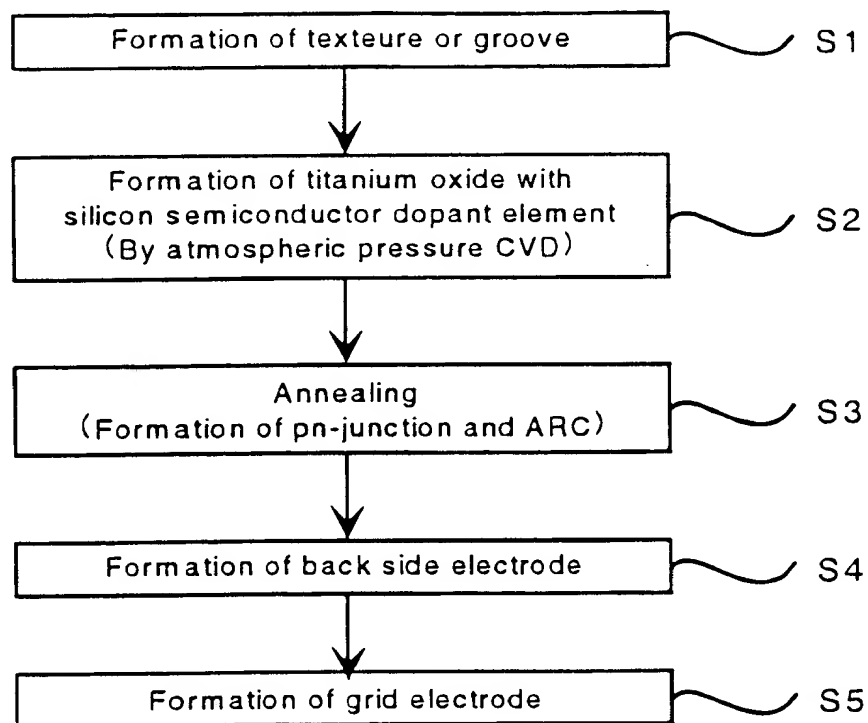 Formation of texteure or groove
S1
Formation of titanium oxide with
silicon semiconductor dopant element
(By atmospheric pressure CVD)
S2
Annealing
(Formation of pn-junction and ARC)
S3
Formation of back side electrode
S4
Formation of grid electrode
S5